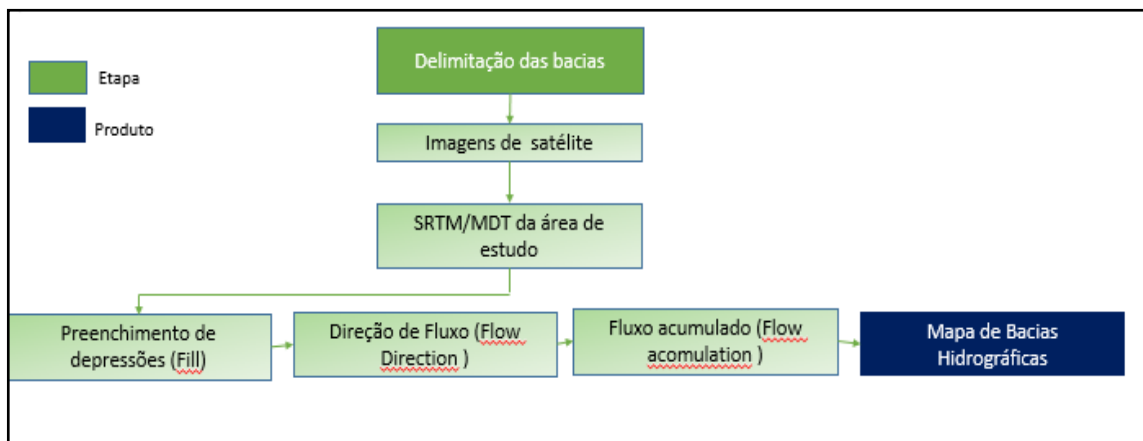 Delimitação das bacias
Etapa
Produto
Imagens de satélite
SRTM/MDT da área de
estudo
Preenchimento de
depressões (Fill)
Direção de Fluxo (Flow
Direction )
Fluxo acumulado (Flow
acomulation )
Mapa de Bacias
Hidrográficas